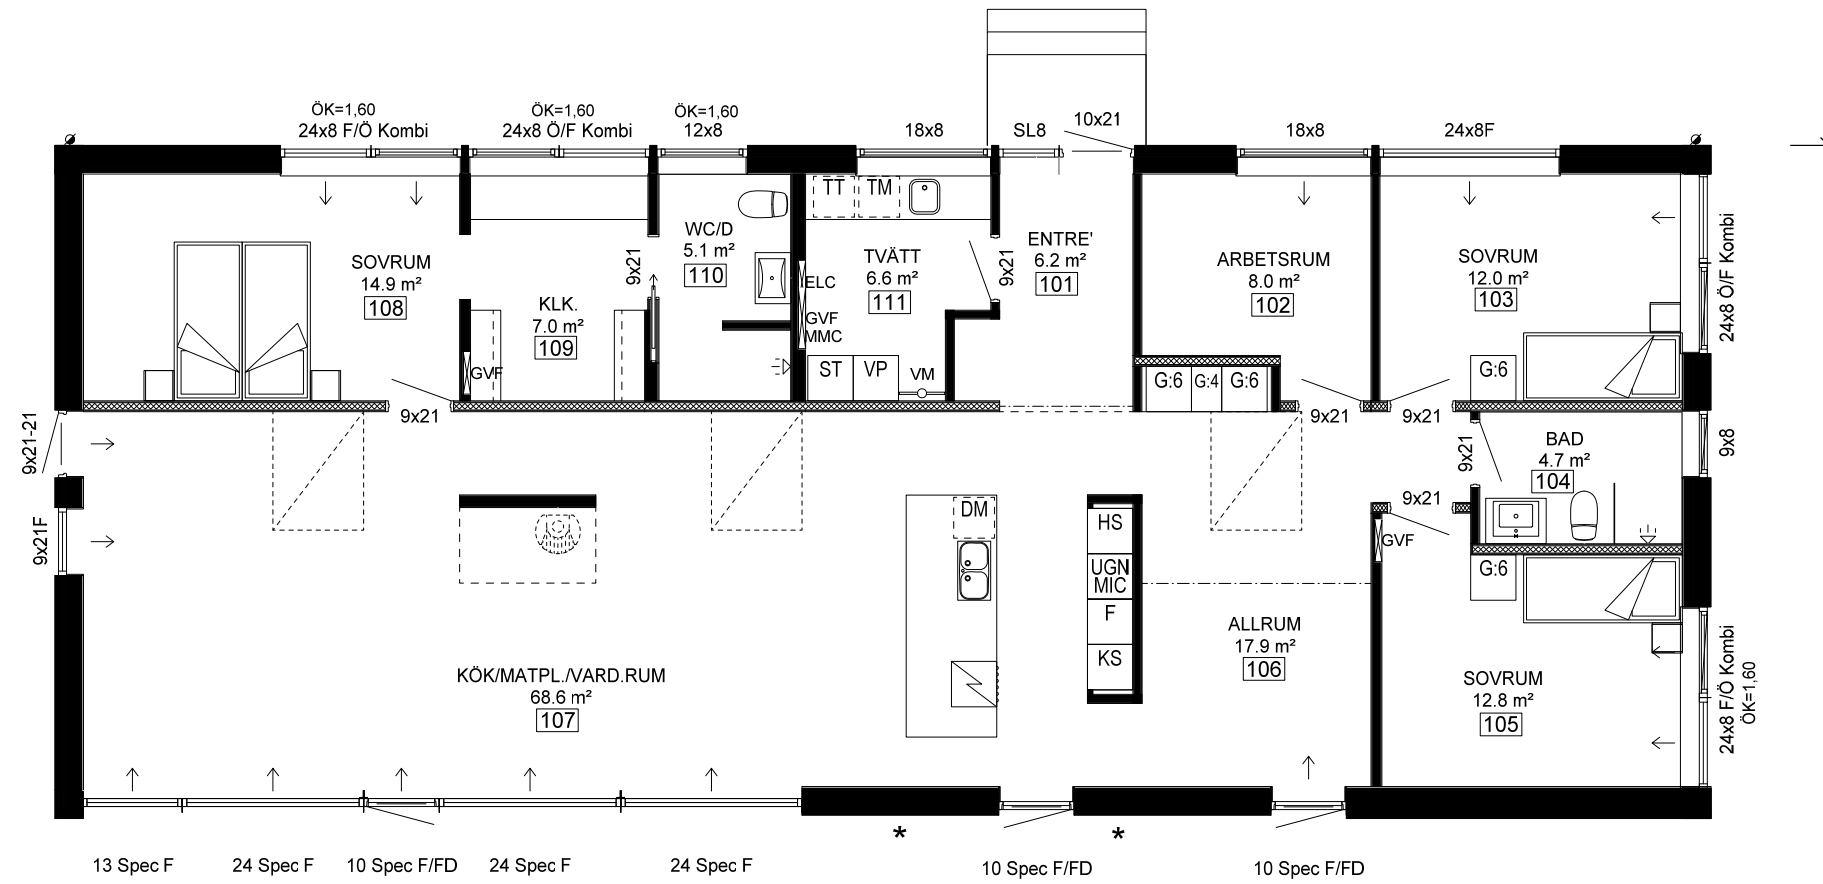 ÖK=1,60
24x8 F/Ö Kombi
ÖK=1,60
24x8 Ö/F Kombi
ÖK=1,60
12x8
18x8
SL8
10x21
18x8
24x8F
SOVRUM
14.9 m²
108
KLK.
7.0 m²
109
GVF
9x21
WC/D
5.1 m²
110
TT
TM
TVÄTT
6.6 m²
111
ELC
GVF
MMC
ST
VP
VM
9x21
ENTRE'
6.2 m²
101
ARBETSRUM
8.0 m²
102
G:6
G:4
G:6
SOVRUM
12.0 m²
103
G:6
24x8 Ö/F Kombi
9x21
9x21
9x21
9x21-21
9x21F
9x21
BAD
4.7 m²
104
9x8
9x21
GVF
G:6
DM
HS
UGN
MIC
F
KS
ALLRUM
17.9 m²
106
KÖK/MATPL./VARD.RUM
68.6 m²
107
SOVRUM
12.8 m²
105
24x8 F/Ö Kombi
ÖK=1,60
*
*
13 Spec F
24 Spec F
10 Spec F/FD
24 Spec F
24 Spec F
10 Spec F/FD
10 Spec F/FD